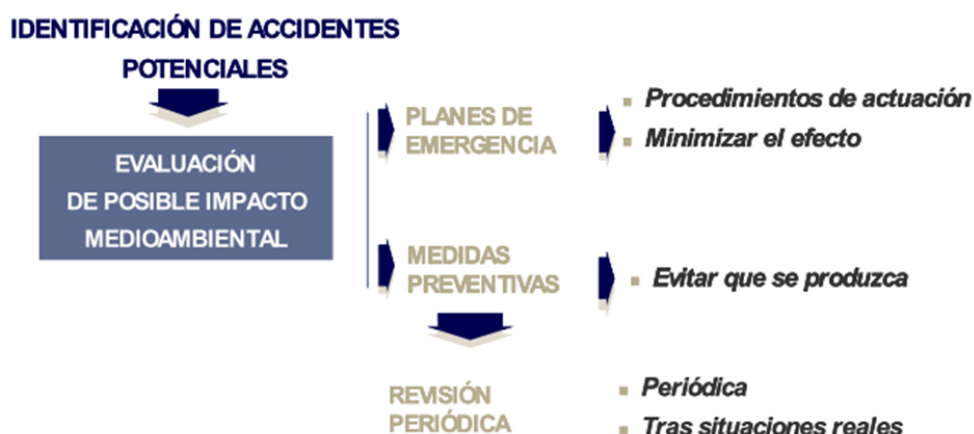 IDENTIFICACIÓN DE ACCIDENTES
POTENCIALES
EVALUACIÓN
DE POSIBLE IMPACTO
MEDIOAMBIENTAL
PLANES DE
EMERGENCIA
▪ Procedimientos de actuación
▪ Minimizar el efecto
MEDIDAS
PREVENTIVAS
▪ Evitar que se produzca
REVISIÓN
PERIÓDICA
▪ Periódica
▪ Tras situaciones reales